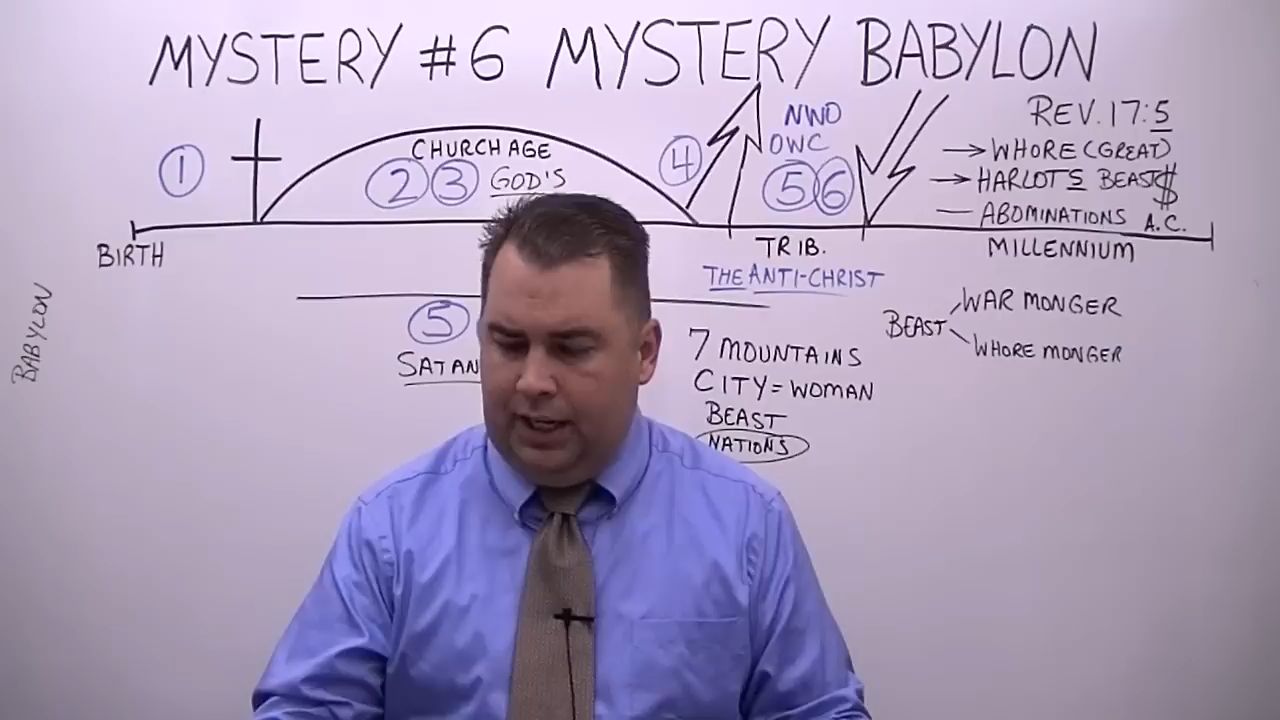 MYSTERY #6 MYSTERY BABYLON
REV. 17:5
1
CHURCH AGE
2 3 GOD'S
4
NWO
OWC
5 6
→ WHORE (GREAT)
→ HARLOTS BEAST $
— ABOMINATIONS A.C.
BIRTH
TRIB.
THE ANTI-CHRIST
MILLENNIUM
BABYLON
5
SATAN
7 MOUNTAINS
CITY = WOMAN
BEAST
NATIONS
BEAST
WAR MONGER
WHORE MONGER